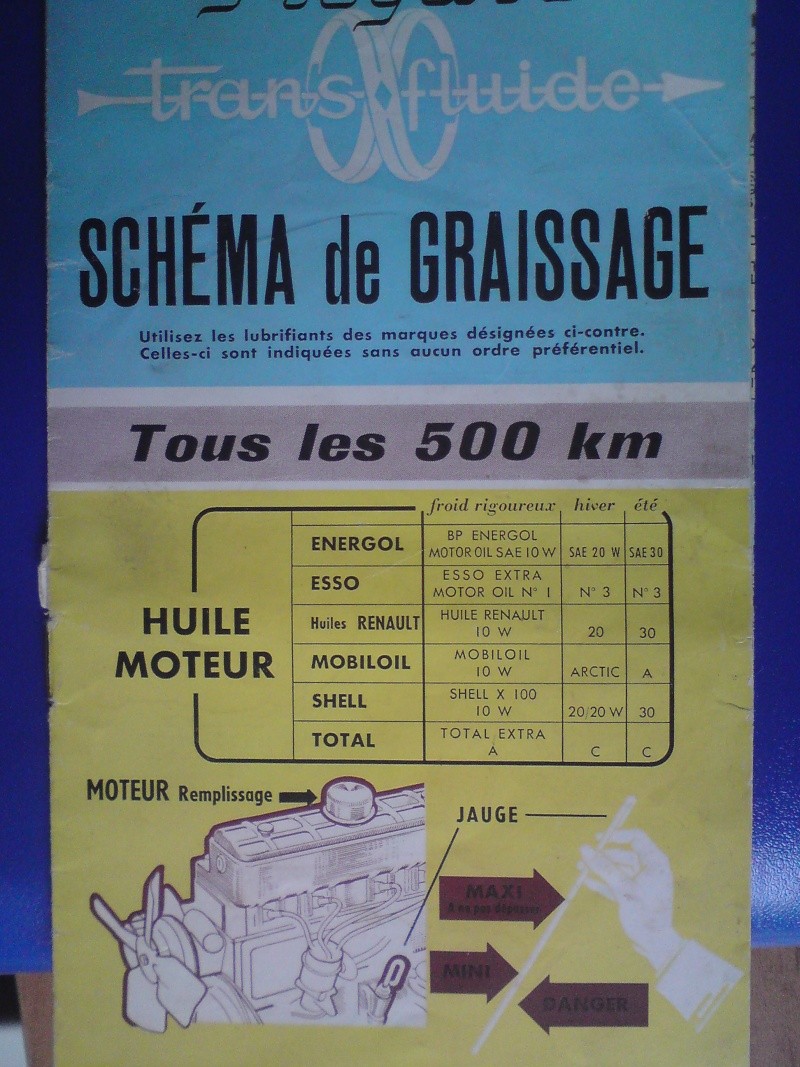 trans fluide
SCHÉMA de GRAISSAGE
Utilisez les lubrifiants des marques désignées ci-contre.
Celles-ci sont indiquées sans aucun ordre préférentiel.
Tous les 500 km
froid rigoureux hiver été
HUILE
MOTEUR
ENERGOL BP ENERGOL
MOTOR OIL SAE 10 W SAE 20 W SAE 30
ESSO ESSO EXTRA
MOTOR OIL N° 1 N° 3 N° 3
Huiles RENAULT HUILE RENAULT
10 W 20 30
MOBILOIL MOBILOIL
10 W ARCTIC A
SHELL SHELL X 100
10 W 20/20 W 30
TOTAL TOTAL EXTRA
A C C
MOTEUR Remplissage
JAUGE
MAXI
A ne pas dépasser
MINI
DANGER